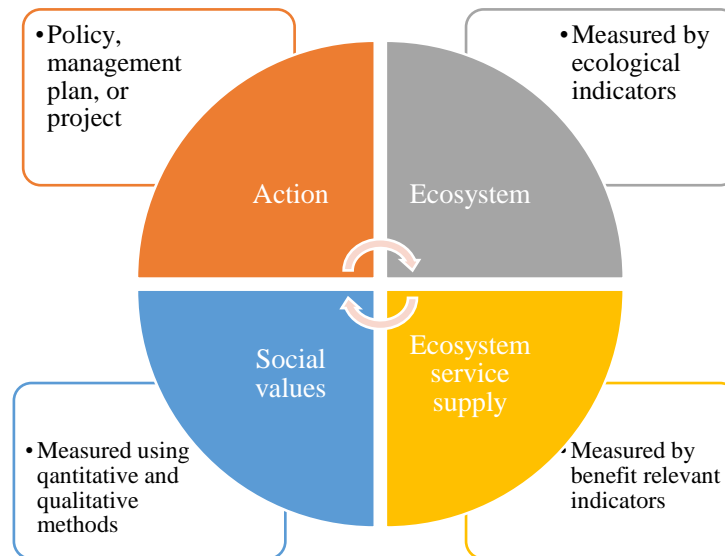 •Policy,
management
plan, or
project
•Measured by
ecological
indicators
Action
Ecosystem
Social
values
Ecosystem
service
supply
• Measured using
qantitative and
qualitative
methods
• Measured by
benefit relevant
indicators